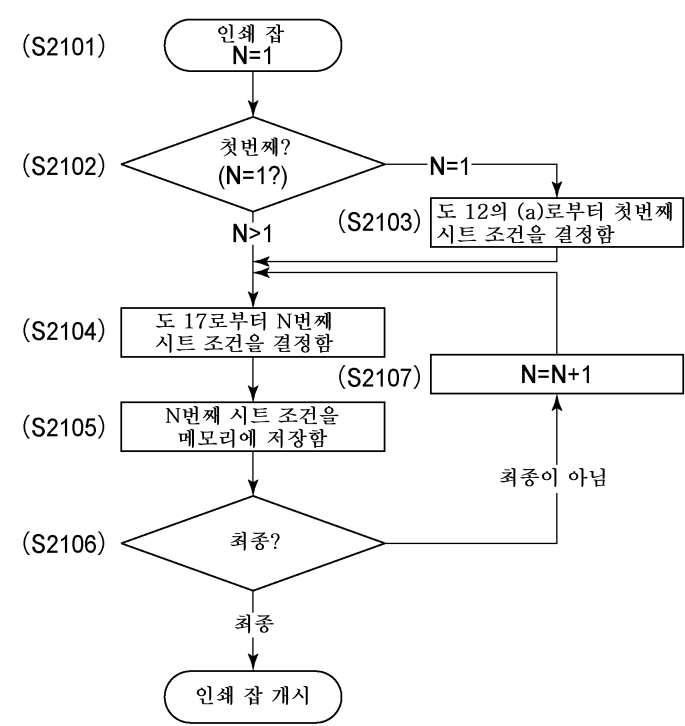 (S2101)
인쇄 잡
N=1
(S2102)
첫번째?
(N=1?)
N=1
N>1
(S2103)
도 12의 (a)로부터 첫번째
시트 조건을 결정함
(S2104)
도 17로부터 N번째
시트 조건을 결정함
(S2107)
N=N+1
(S2105)
N번째 시트 조건을
메모리에 저장함
최종이 아님
(S2106)
최종?
최종
인쇄 잡 개시